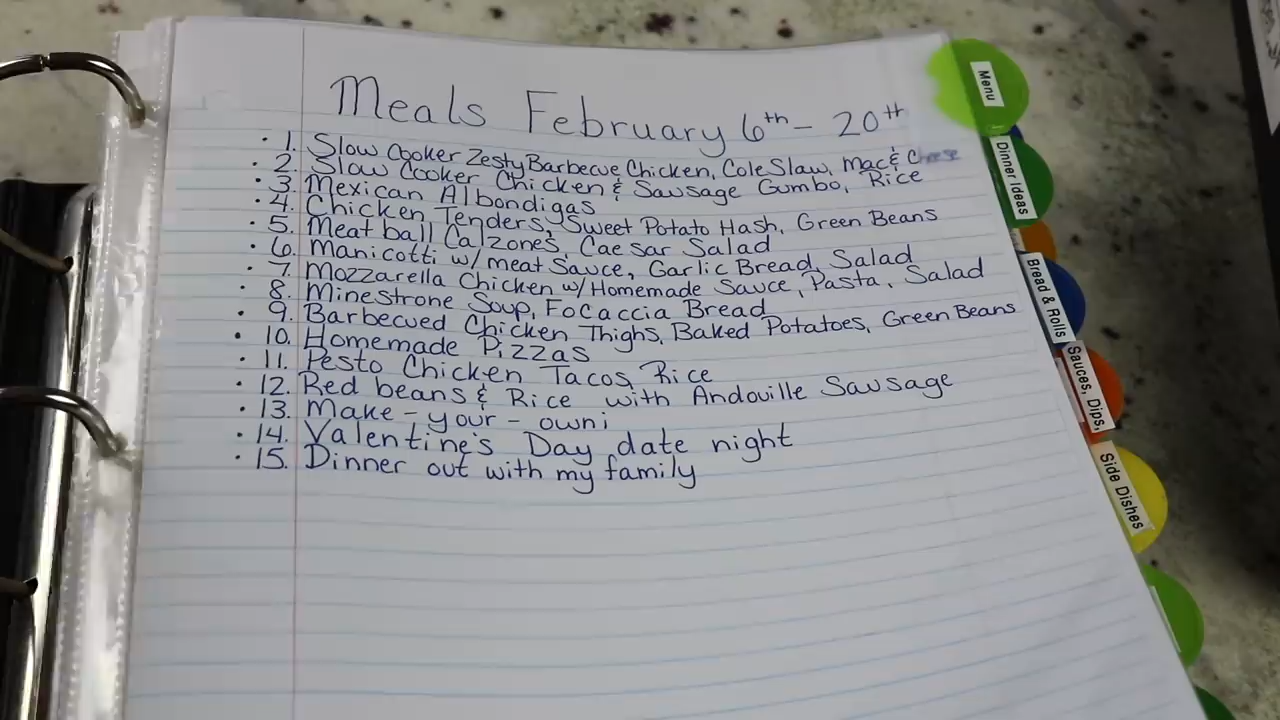 Meals February 6th - 20th
· 1. Slow Cooker Zesty Barbecue Chicken, Cole Slaw, Mac & Cheese
· 2. Slow Cooker Chicken & Sausage Gumbo, Rice
· 3. Mexican Albondigas
· 4. Chicken Tenders, Sweet Potato Hash, Green Beans
· 5. Meatball Calzones, Caesar Salad
· 6. Manicotti w/ meat Sauce, Garlic Bread, Salad
· 7. Mozzarella Chicken w/ Homemade Sauce, Pasta, Salad
· 8. Minestrone Soup, Focaccia Bread
· 9. Barbecued Chicken Thighs, Baked Potatoes, Green Beans
· 10. Homemade Pizzas
· 11. Pesto Chicken Tacos, Rice
· 12. Red beans & Rice with Andouille Sausage
· 13. Make - your - own
· 14. Valentine's Day date night
· 15. Dinner out with my family
Menu
Dinner Ideas
Bread & Rolls
Sauces, Dips,
Side Dishes